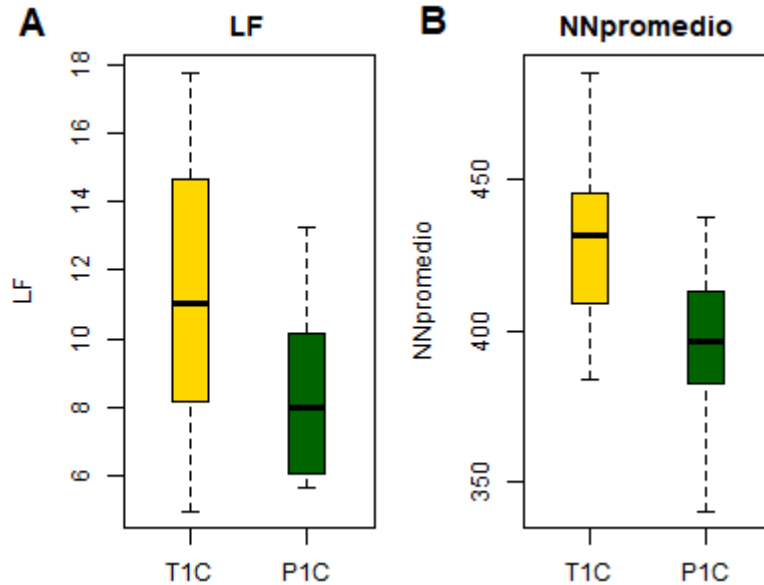 A
LF
LF
18
16
14
12
10
8
6
T1C
P1C
B
NNpromedio
NNpromedio
450
400
350
T1C
P1C